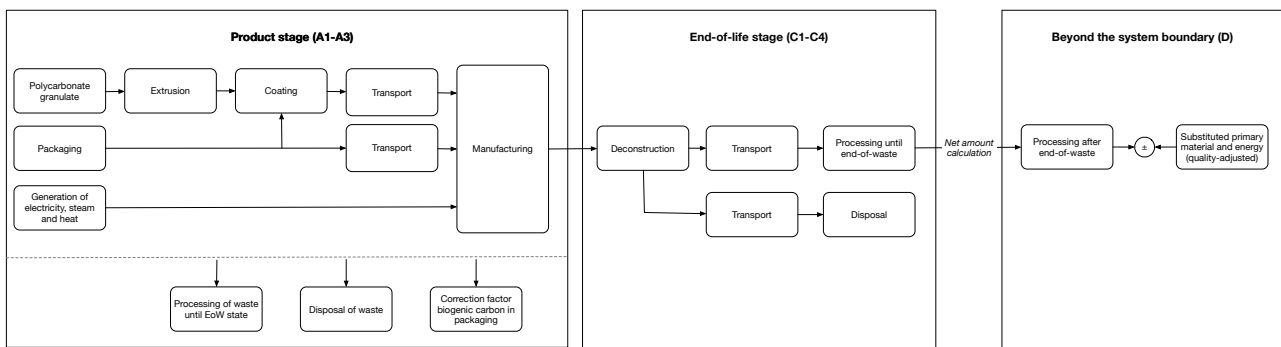 Product stage (A1-A3)
Polycarbonate
granulate
Extrusion
Coating
Transport
Packaging
Transport
Manufacturing
Generation of
electricity, steam
and heat
Processing of waste
until EoW state
Disposal of waste
Correction factor
biogenic carbon in
packaging
End-of-life stage (C1-C4)
Deconstruction
Transport
Processing until
end-of-waste
Transport
Disposal
Net amount
calculation
Beyond the system boundary (D)
Processing after
end-of-waste
±
Substituted primary
material and energy
(quality-adjusted)